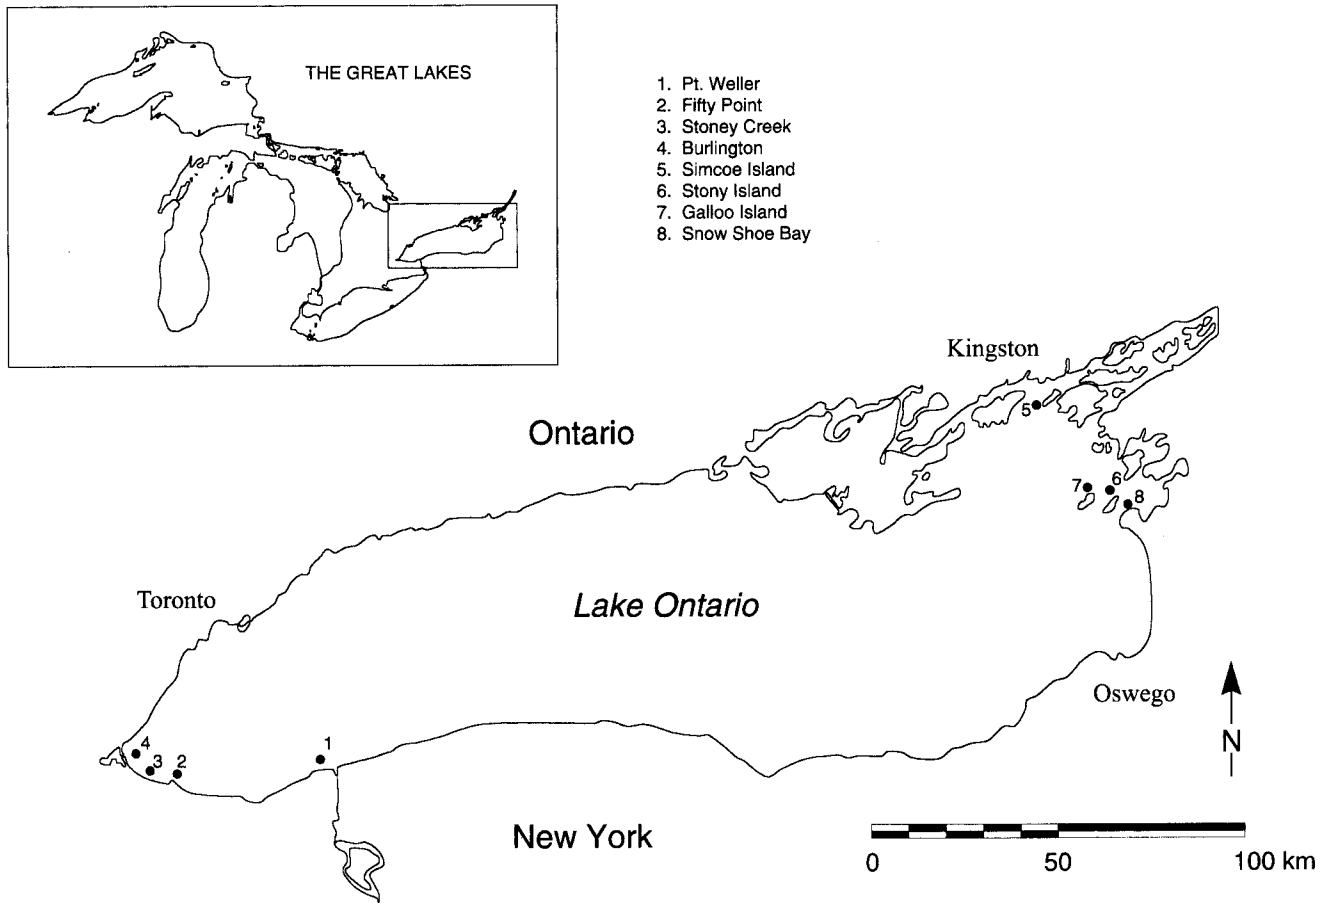 THE GREAT LAKES
1. Pt. Weller
2. Fifty Point
3. Stoney Creek
4. Burlington
5. Simcoe Island
6. Stony Island
7. Galloo Island
8. Snow Shoe Bay
Kingston
5
Ontario
7
6
8
Toronto
Lake Ontario
Oswego
4
3
2
1
N
New York
0
50
100 km